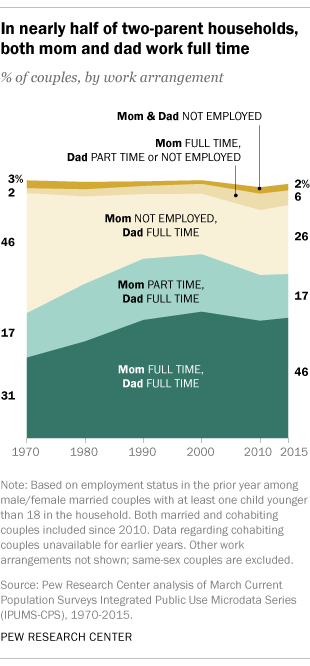 In nearly half of two-parent households,
both mom and dad work full time
% of couples, by work arrangement
Mom & Dad NOT EMPLOYED
Mom FULL TIME,
Dad PART TIME or NOT EMPLOYED
3%
2
2%
6
Mom NOT EMPLOYED,
Dad FULL TIME
46
26
Mom PART TIME,
Dad FULL TIME
17
17
Mom FULL TIME,
Dad FULL TIME
46
31
1970 1980 1990 2000 2010 2015
Note: Based on employment status in the prior year among
male/female married couples with at least one child younger
than 18 in the household. Both married and cohabiting
couples included since 2010. Data regarding cohabiting
couples unavailable for earlier years. Other work
arrangements not shown; same-sex couples are excluded.
Source: Pew Research Center analysis of March Current
Population Surveys Integrated Public Use Microdata Series
(IPUMS-CPS), 1970-2015.
PEW RESEARCH CENTER